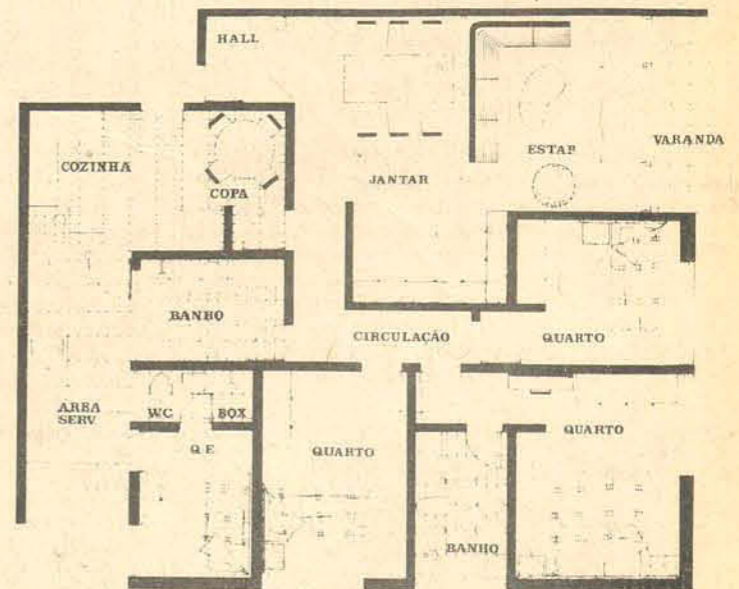 HALL
COZINHA
COPA
JANTAR
ESTAR
VARANDA
BANHO
CIRCULAÇÃO
QUARTO
AREA
SERV.
WC
BOX
Q E
QUARTO
QUARTO
BANHO